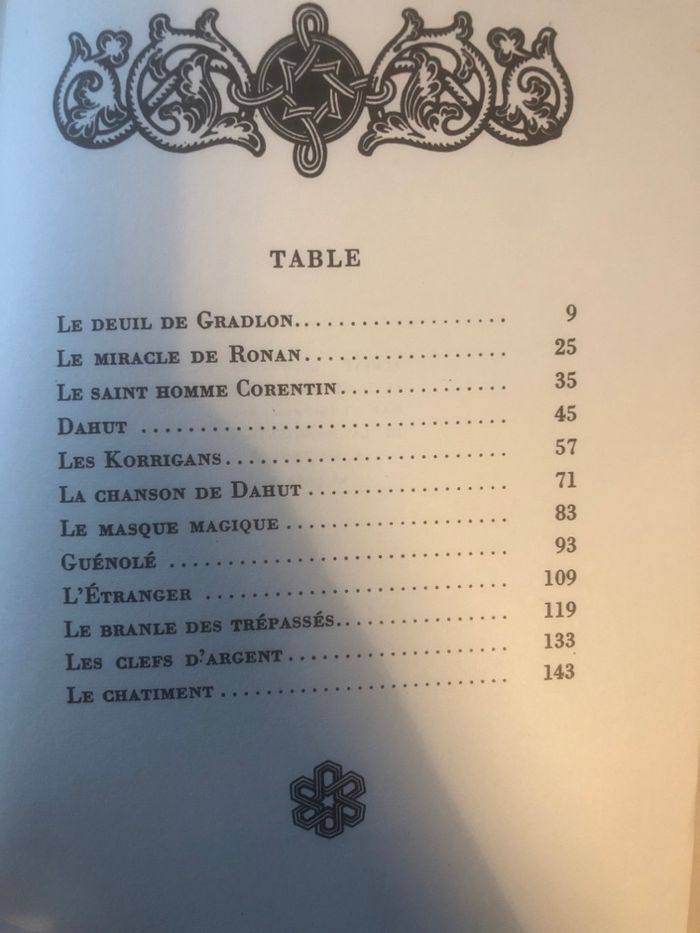 TABLE
LE DEUIL DE GRADLON.................... 9
LE MIRACLE DE RONAN................... 25
LE SAINT HOMME CORENTIN............... 35
DAHUT ................................ 45
LES KORRIGANS......................... 57
LA CHANSON DE DAHUT .................. 71
LE MASQUE MAGIQUE .................... 83
GUÉNOLÉ .............................. 93
L'ÉTRANGER ........................... 109
LE BRANLE DES TRÉPASSÉS............... 119
LES CLEFS D'ARGENT.................... 133
LE CHATIMENT ......................... 143